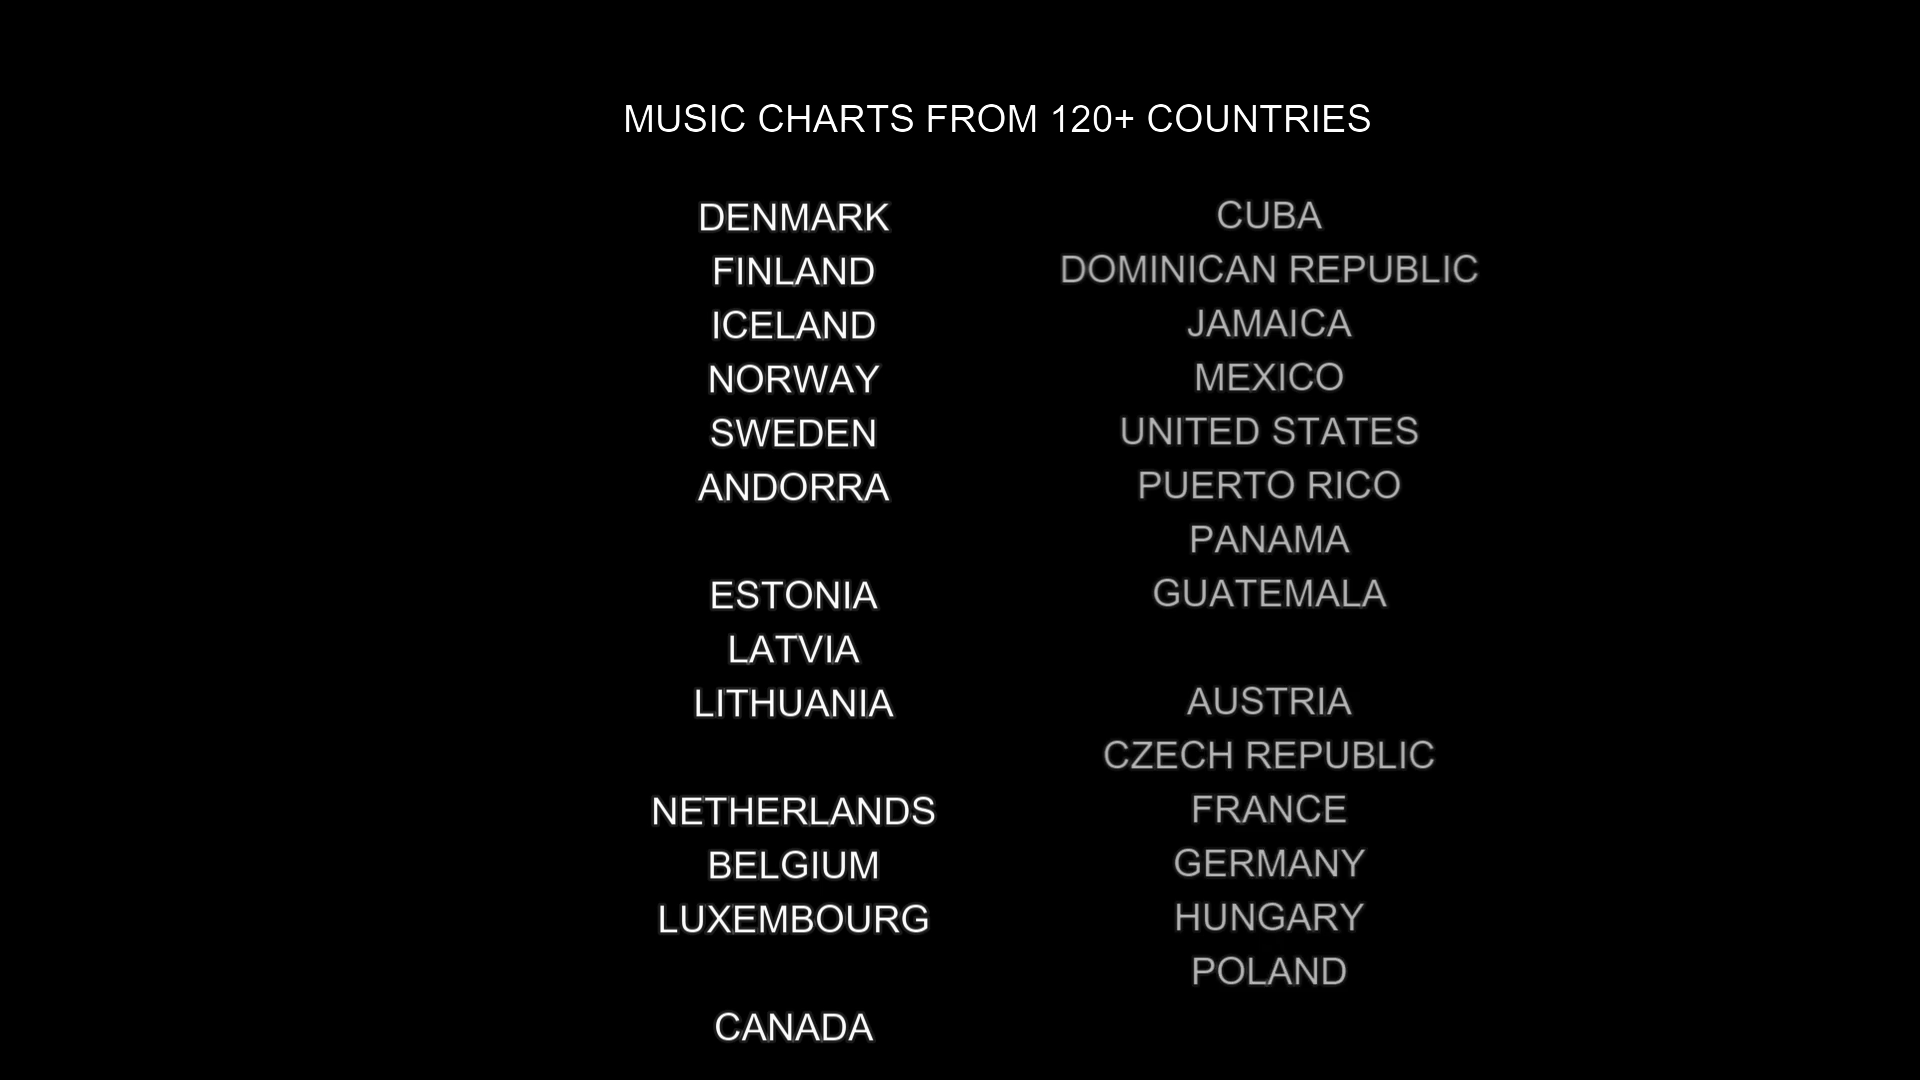 MUSIC CHARTS FROM 120+ COUNTRIES
DENMARK
FINLAND
ICELAND
NORWAY
SWEDEN
ANDORRA
ESTONIA
LATVIA
LITHUANIA
NETHERLANDS
BELGIUM
LUXEMBOURG
CANADA
CUBA
DOMINICAN REPUBLIC
JAMAICA
MEXICO
UNITED STATES
PUERTO RICO
PANAMA
GUATEMALA
AUSTRIA
CZECH REPUBLIC
FRANCE
GERMANY
HUNGARY
POLAND